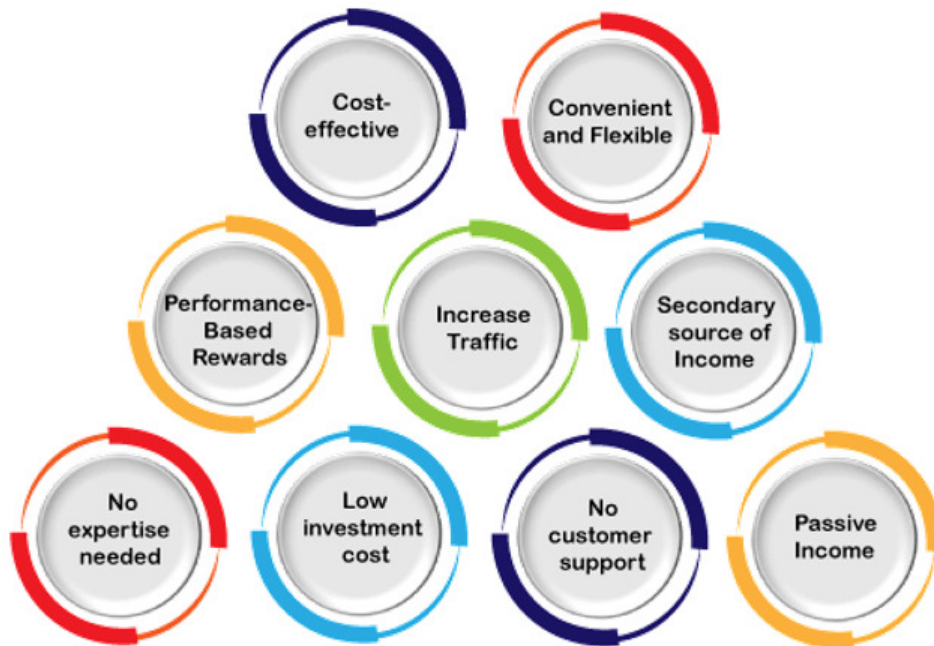 Cost-
effective
Convenient
and Flexible
Performance-
Based
Rewards
Increase
Traffic
Secondary
source of
Income
No
expertise
needed
Low
investment
cost
No
customer
support
Passive
Income